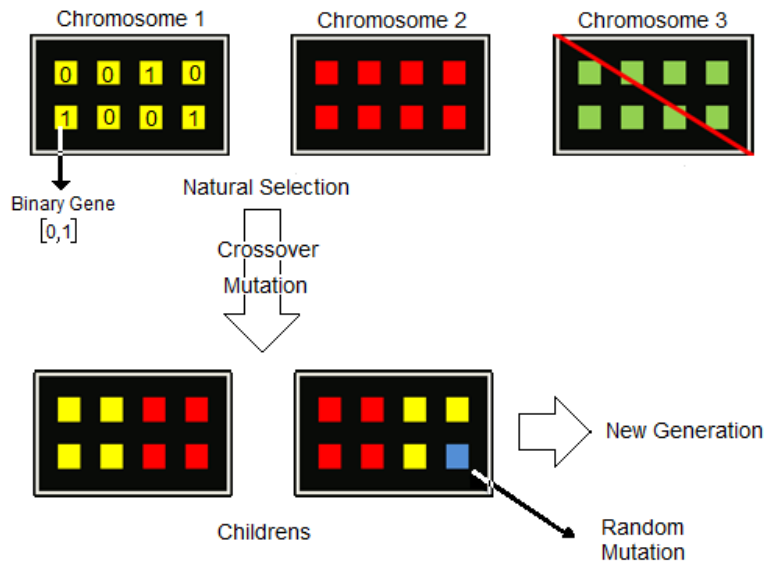 Chromosome 1
Chromosome 2
Chromosome 3
0 0 1 0
1 0 0 1
Binary Gene
[0,1]
Natural Selection
Crossover
Mutation
New Generation
Childrens
Random
Mutation